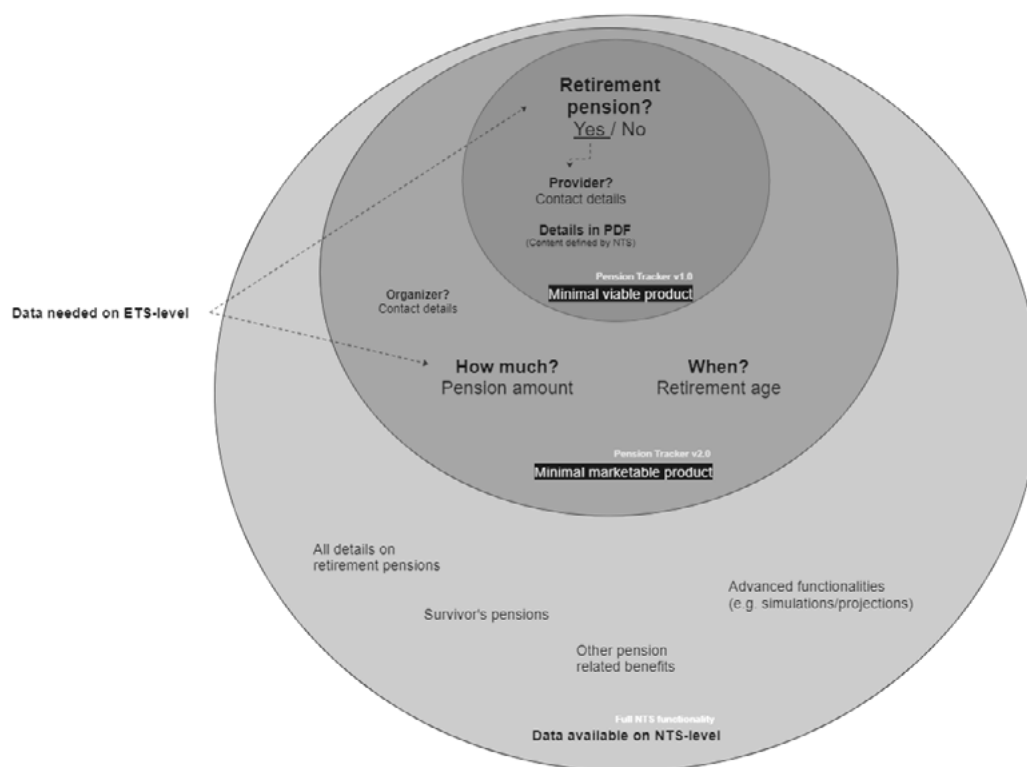 Retirement
pension?
Yes / No
Provider?
Contact details
Details in PDF
(Content defined by NTS)
Pension Tracker v1.0
Minimal viable product
Organizer?
Contact details
Data needed on ETS-level
How much?
Pension amount
When?
Retirement age
Pension Tracker v2.0
Minimal marketable product
All details on
retirement pensions
Advanced functionalities
(e.g. simulations/projections)
Survivor's pensions
Other pension
related benefits
Full NTS functionality
Data available on NTS-level